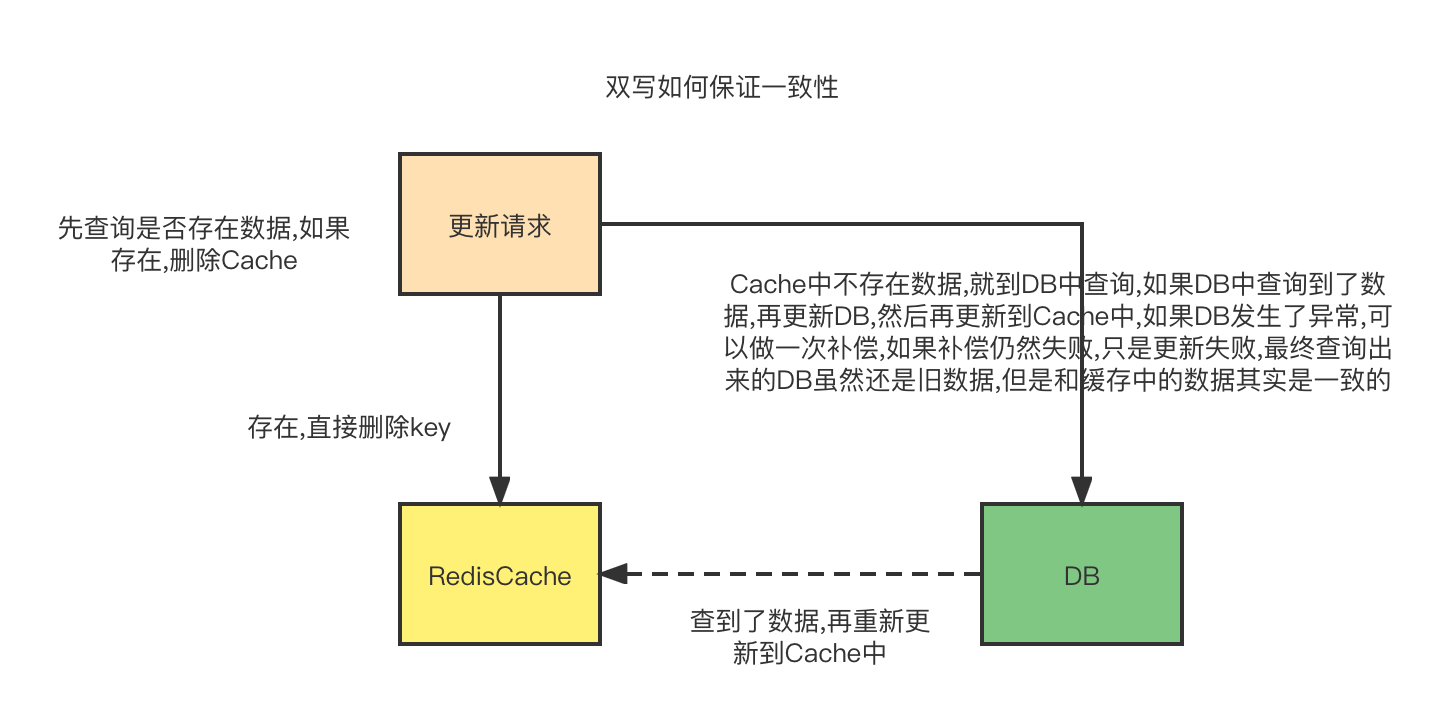 双写如何保证一致性
更新请求
先查询是否存在数据,如果
存在,删除Cache
Cache中不存在数据,就到DB中查询,如果DB中查询到了数
据,再更新DB,然后再更新到Cache中,如果DB发生了异常,可
以做一次补偿,如果补偿仍然失败,只是更新失败,最终查询出
来的DB虽然还是旧数据,但是和缓存中的数据其实是一致的
存在,直接删除key
RedisCache
DB
查到了数据,再重新更
新到Cache中